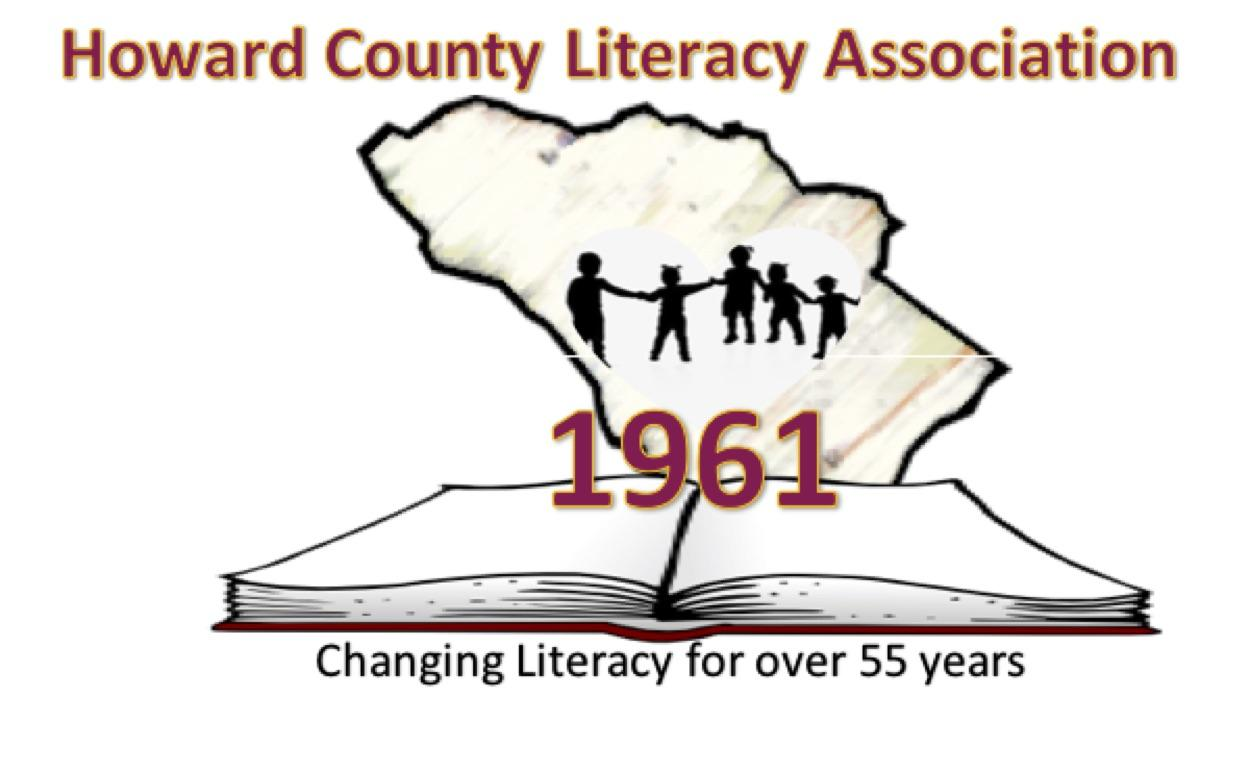 Howard County Literacy Association
1961
Changing Literacy for over 55 years